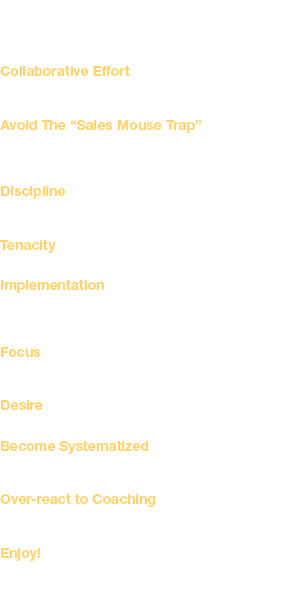 Collaborative Effort
Avoid The “Sales Mouse Trap”
Discipline
Tenacity
Implementation
Focus
Desire
Become Systematized
Over-react to Coaching
Enjoy!